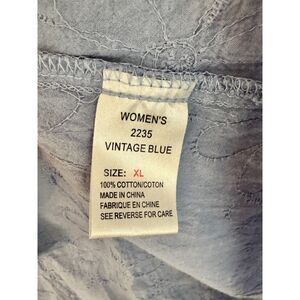 WOMEN'S
2235
VINTAGE BLUE
SIZE: XL
100% COTTON/COTON
MADE IN CHINA
FABRIQUE EN CHINE
SEE REVERSE FOR CARE